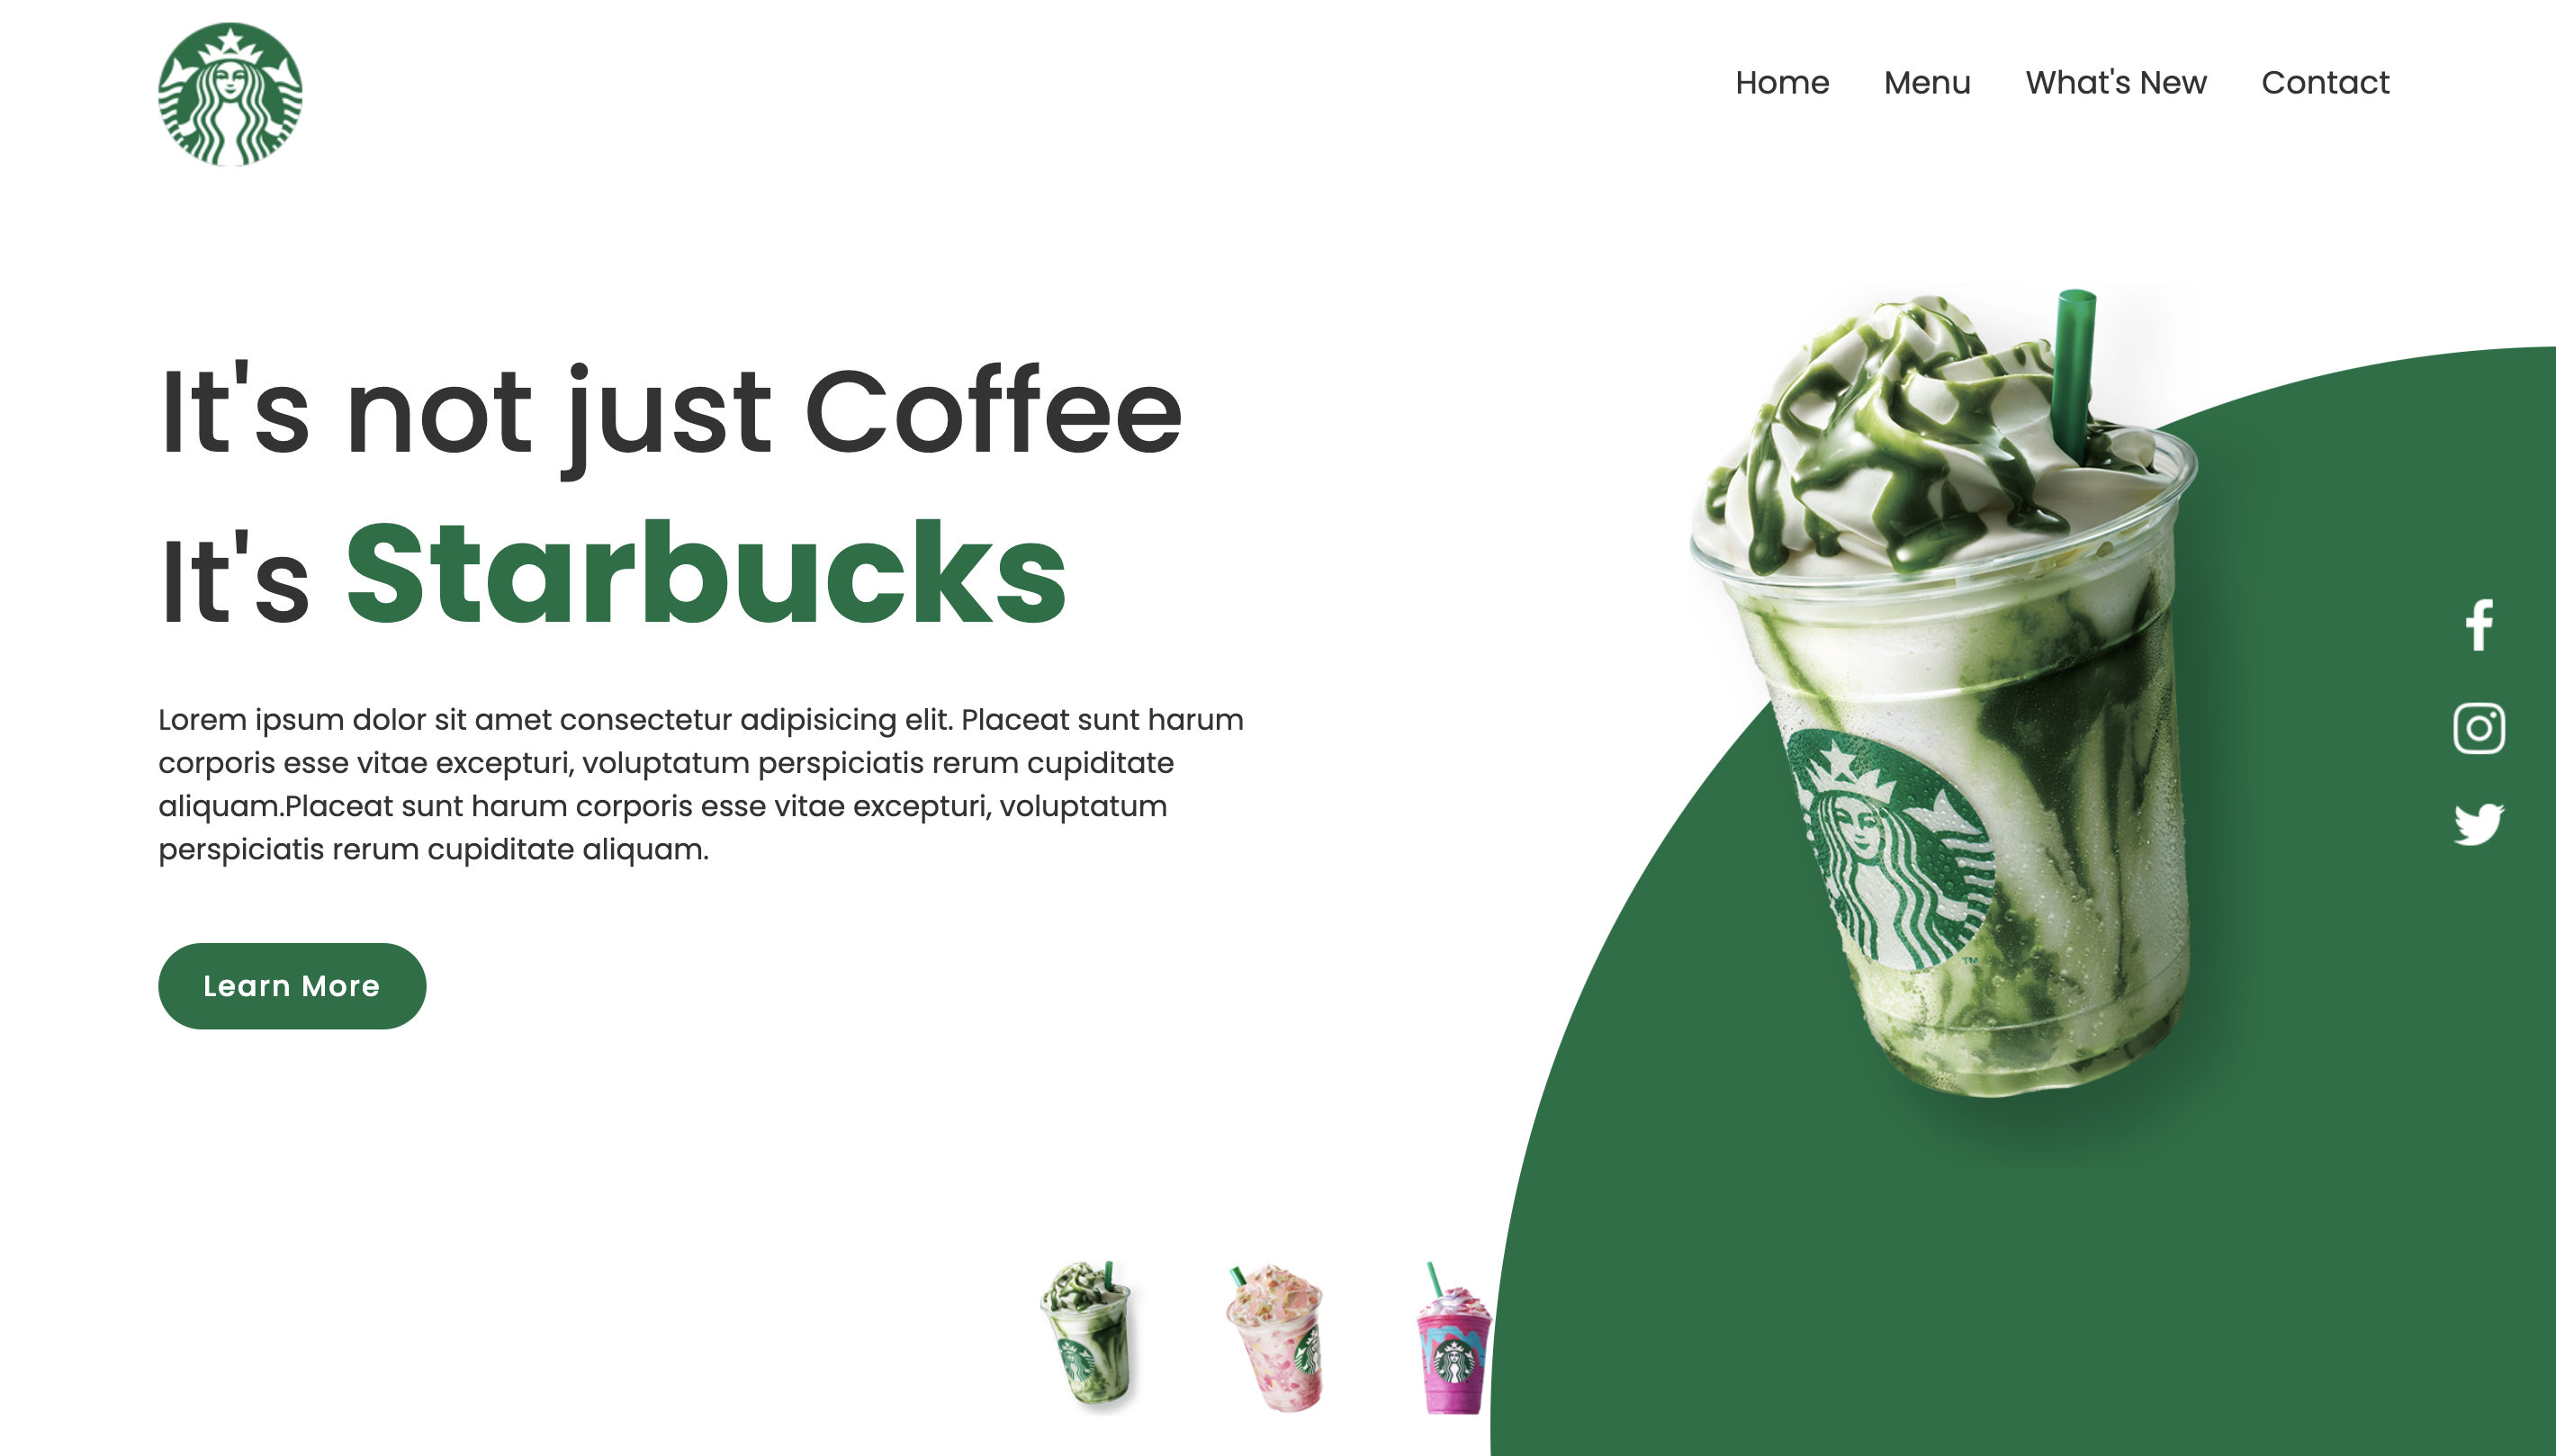 Home Menu What's New Contact
It's not just Coffee
It's Starbucks
Lorem ipsum dolor sit amet consectetur adipisicing elit. Placeat sunt harum
corporis esse vitae excepturi, voluptatum perspiciatis rerum cupiditate
aliquam.Placeat sunt harum corporis esse vitae excepturi, voluptatum
perspiciatis rerum cupiditate aliquam.
Learn More
TM